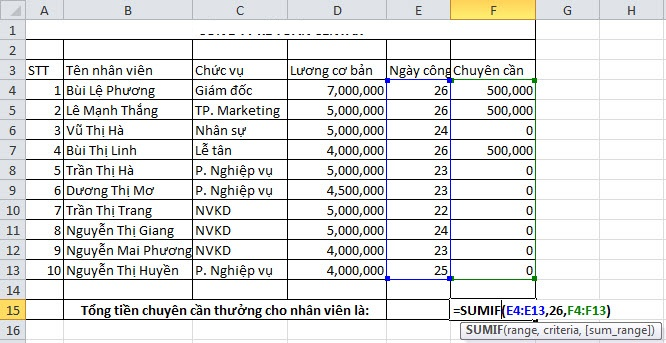 A B C D E F G H
1
2
3 STT Tên nhân viên Chức vụ Lương cơ bản Ngày công Chuyên cần
4 1 Bùi Lệ Phương Giám đốc 7,000,000 26 500,000
5 2 Lê Mạnh Thắng TP. Marketing 5,000,000 26 500,000
6 3 Vũ Thị Hà Nhân sự 5,000,000 24 0
7 4 Bùi Thị Linh Lễ tân 4,000,000 26 500,000
8 5 Trần Thị Hà P. Nghiệp vụ 5,000,000 23 0
9 6 Dương Thị Mơ P. Nghiệp vụ 4,500,000 23 0
10 7 Trần Thị Trang NVKD 5,000,000 22 0
11 8 Nguyễn Thị Giang NVKD 5,000,000 24 0
12 9 Nguyễn Mai Phương NVKD 4,000,000 23 0
13 10 Nguyễn Thị Huyền P. Nghiệp vụ 4,000,000 25 0
14
15 Tổng tiền chuyên cần thưởng cho nhân viên là: =SUMIF(E4:E13,26,F4:F13)
16 SUMIF(range, criteria, [sum_range])